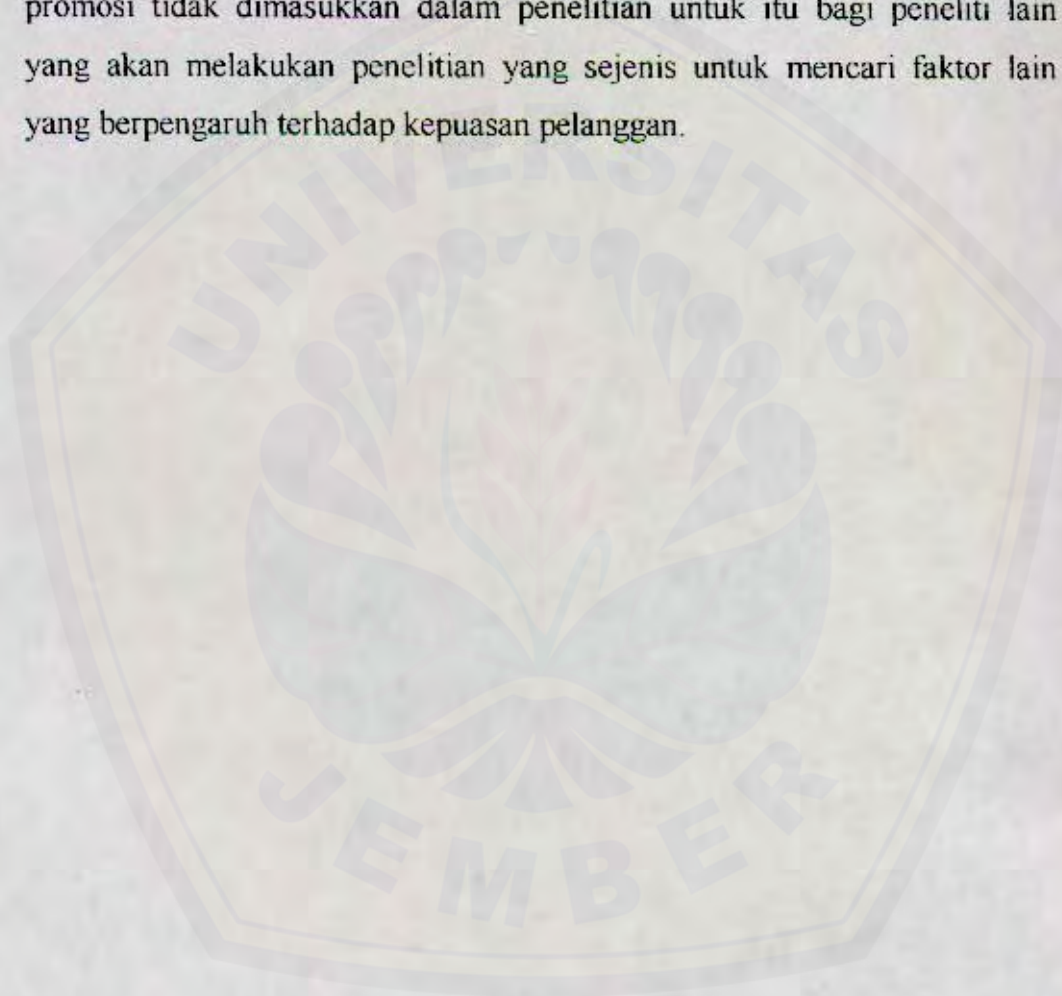 promosi tidak dimasukkan dalam penelitian untuk itu bagi peneliti lain
yang akan melakukan penelitian yang sejenis untuk mencari faktor lain
yang berpengaruh terhadap kepuasan pelanggan.
UNIVERSITAS
JEMBER